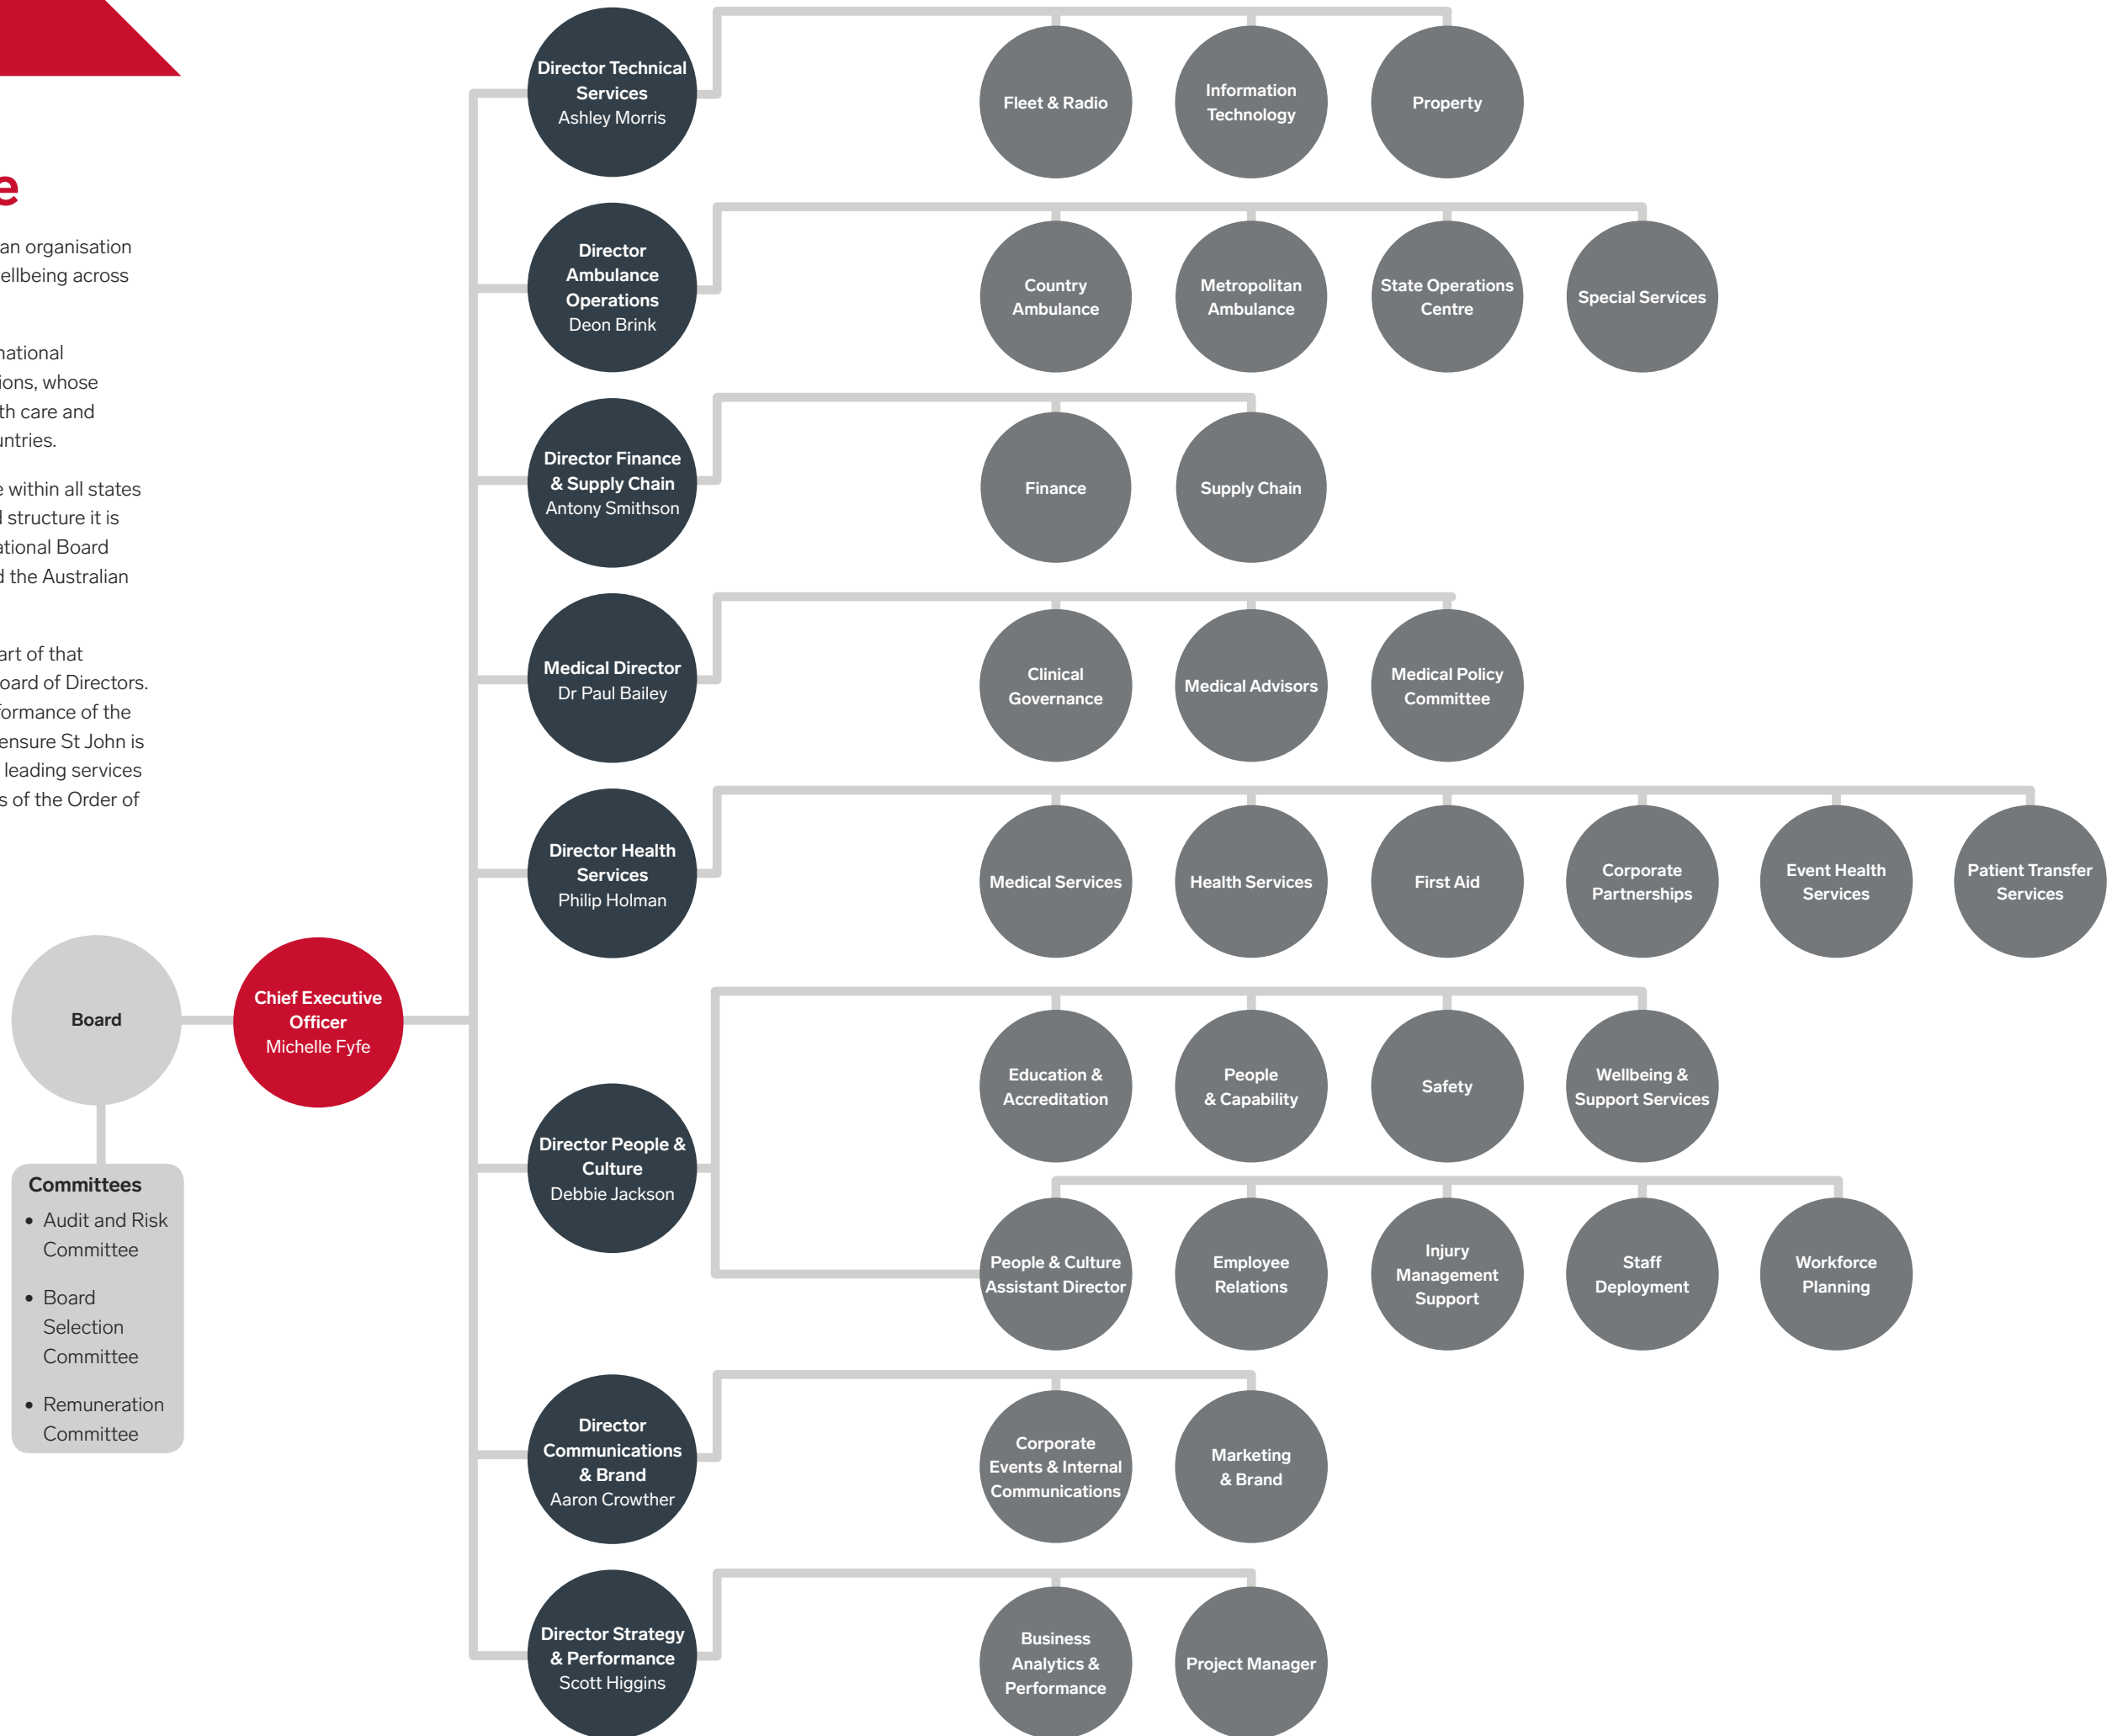 e
an organisation
ellbeing across
national
ions, whose
th care and
untries.
e within all states
d structure it is
ational Board
d the Australian
art of that
oard of Directors.
formance of the
ensure St John is
leading services
s of the Order of
Board
Committees
• Audit and Risk
Committee
• Board
Selection
Committee
• Remuneration
Committee
Chief Executive
Officer
Michelle Fyfe
Director Technical
Services
Ashley Morris
Fleet & Radio
Information
Technology
Property
Director
Ambulance
Operations
Deon Brink
Country
Ambulance
Metropolitan
Ambulance
State Operations
Centre
Special Services
Director Finance
& Supply Chain
Antony Smithson
Finance
Supply Chain
Medical Director
Dr Paul Bailey
Clinical
Governance
Medical Advisors
Medical Policy
Committee
Director Health
Services
Philip Holman
Medical Services
Health Services
First Aid
Corporate
Partnerships
Event Health
Services
Patient Transfer
Services
Director People &
Culture
Debbie Jackson
Education &
Accreditation
People
& Capability
Safety
Wellbeing &
Support Services
People & Culture
Assistant Director
Employee
Relations
Injury
Management
Support
Staff
Deployment
Workforce
Planning
Director
Communications
& Brand
Aaron Crowther
Corporate
Events & Internal
Communications
Marketing
& Brand
Director Strategy
& Performance
Scott Higgins
Business
Analytics &
Performance
Project Manager